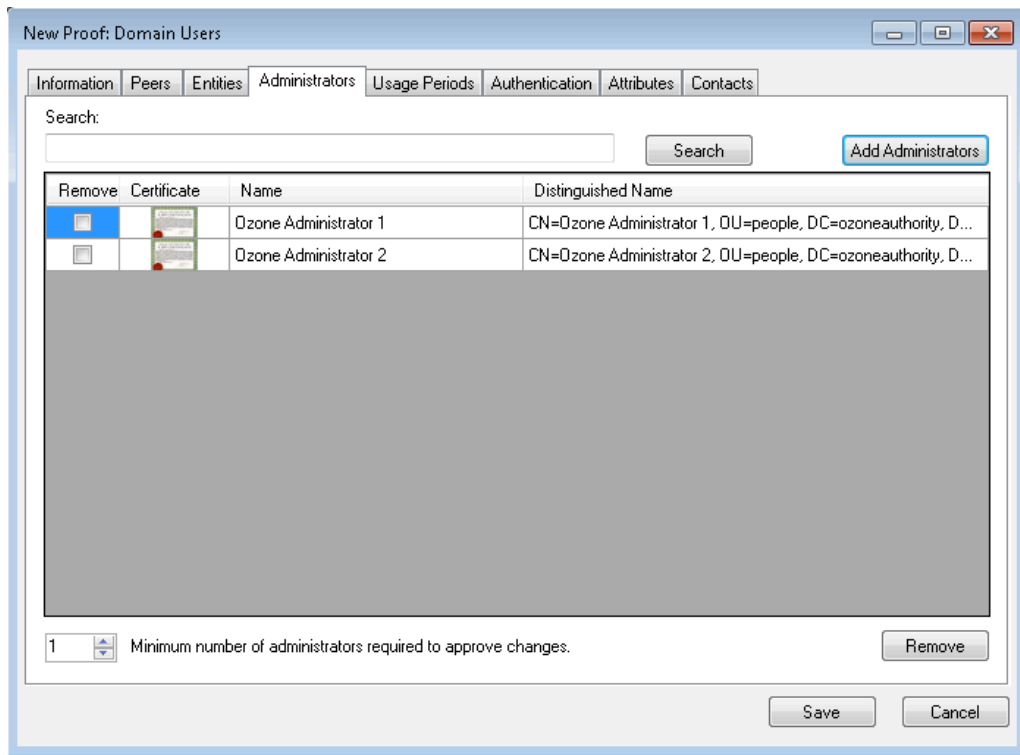 New Proof: Domain Users
Information Peers Entities Administrators Usage Periods Authentication Attributes Contacts
Search:
Search Add Administrators
Remove Certificate Name Distinguished Name
Ozone Administrator 1 CN=Ozone Administrator 1, OU=people, DC=ozoneauthority, D...
Ozone Administrator 2 CN=Ozone Administrator 2, OU=people, DC=ozoneauthority, D...
1 Minimum number of administrators required to approve changes. Remove
Save Cancel